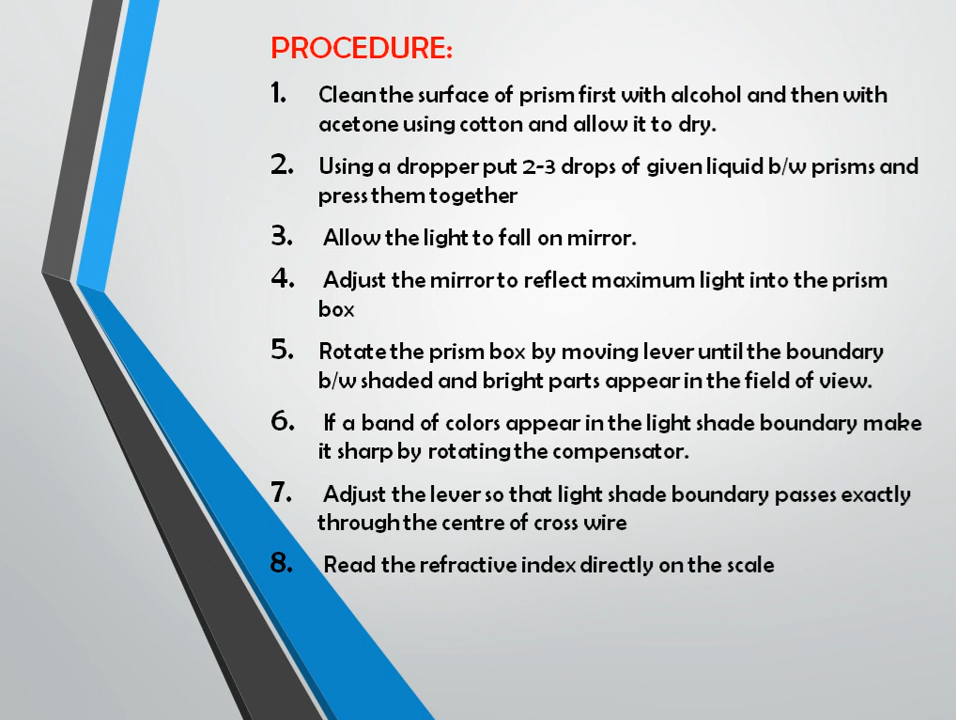 PROCEDURE:
1. Clean the surface of prism first with alcohol and then with
acetone using cotton and allow it to dry.
2. Using a dropper put 2-3 drops of given liquid b/w prisms and
press them together
3. Allow the light to fall on mirror.
4. Adjust the mirror to reflect maximum light into the prism
box
5. Rotate the prism box by moving lever until the boundary
b/w shaded and bright parts appear in the field of view.
6. If a band of colors appear in the light shade boundary make
it sharp by rotating the compensator.
7. Adjust the lever so that light shade boundary passes exactly
through the centre of cross wire
8. Read the refractive index directly on the scale